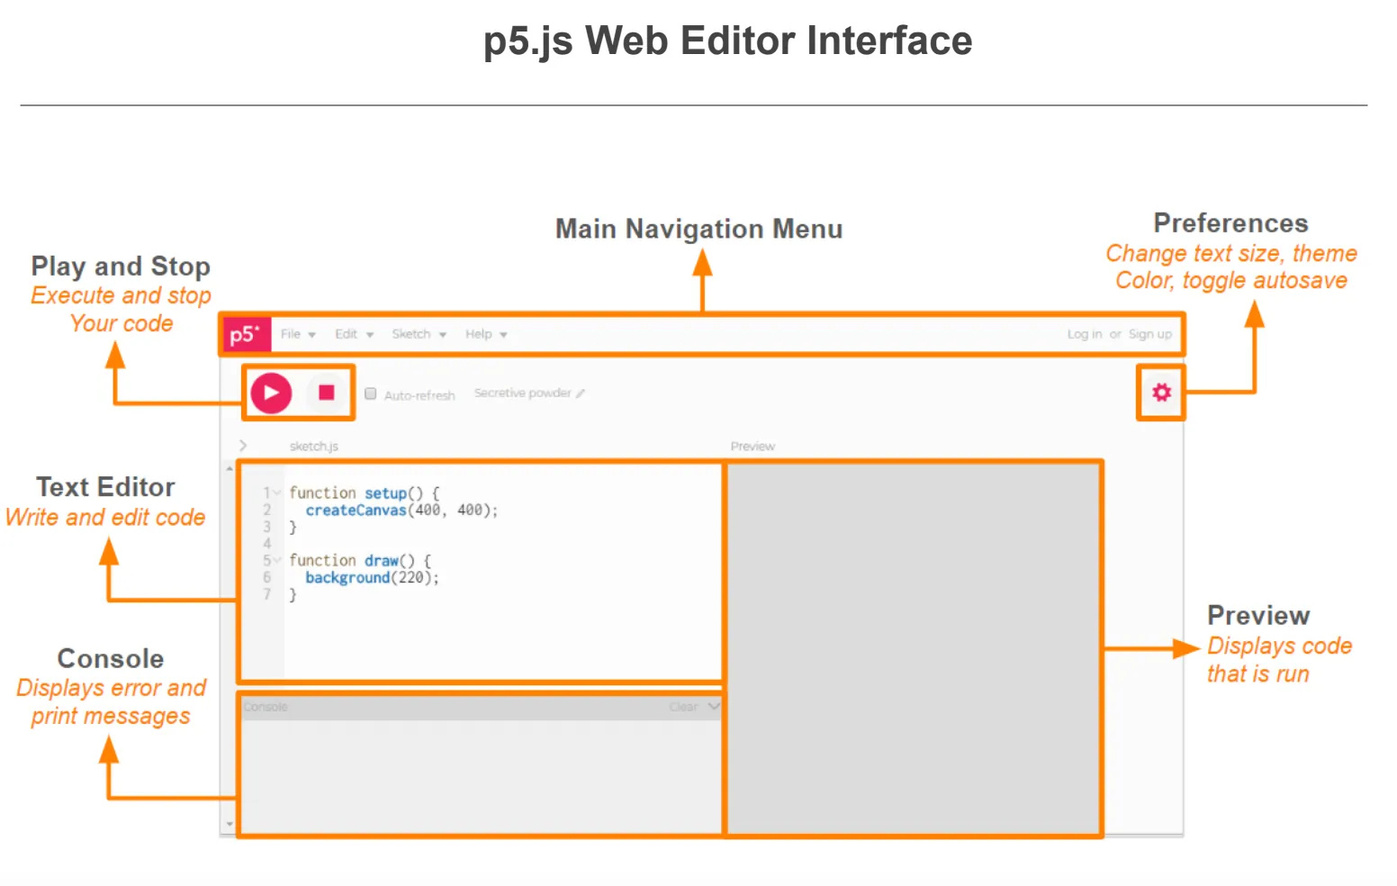 p5.js Web Editor Interface
Main Navigation Menu
Preferences
Change text size, theme
Color, toggle autosave
Play and Stop
Execute and stop
Your code
p5* File Edit Sketch Help Log in or Sign up
Auto-refresh Secretive powder
sketch.js Preview
Text Editor
Write and edit code
1 function setup() {
2 createCanvas(400, 400);
3 }
4
5 function draw() {
6 background(220);
7 }
Preview
Displays code
that is run
Console
Displays error and
print messages
Console Clear